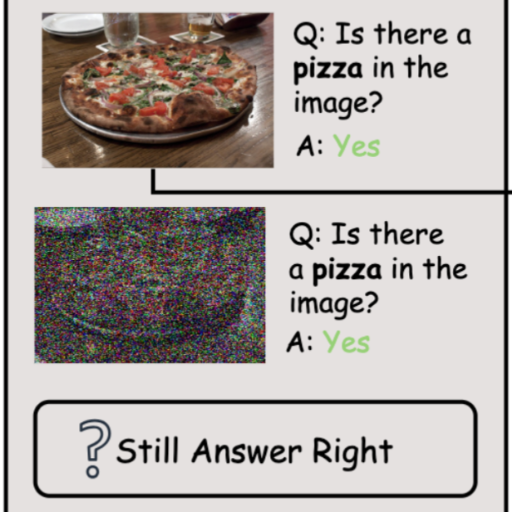 Q: Is there a
pizza in the
image?
A: Yes
Q: Is there
a pizza in the
image?
A: Yes
? Still Answer Right